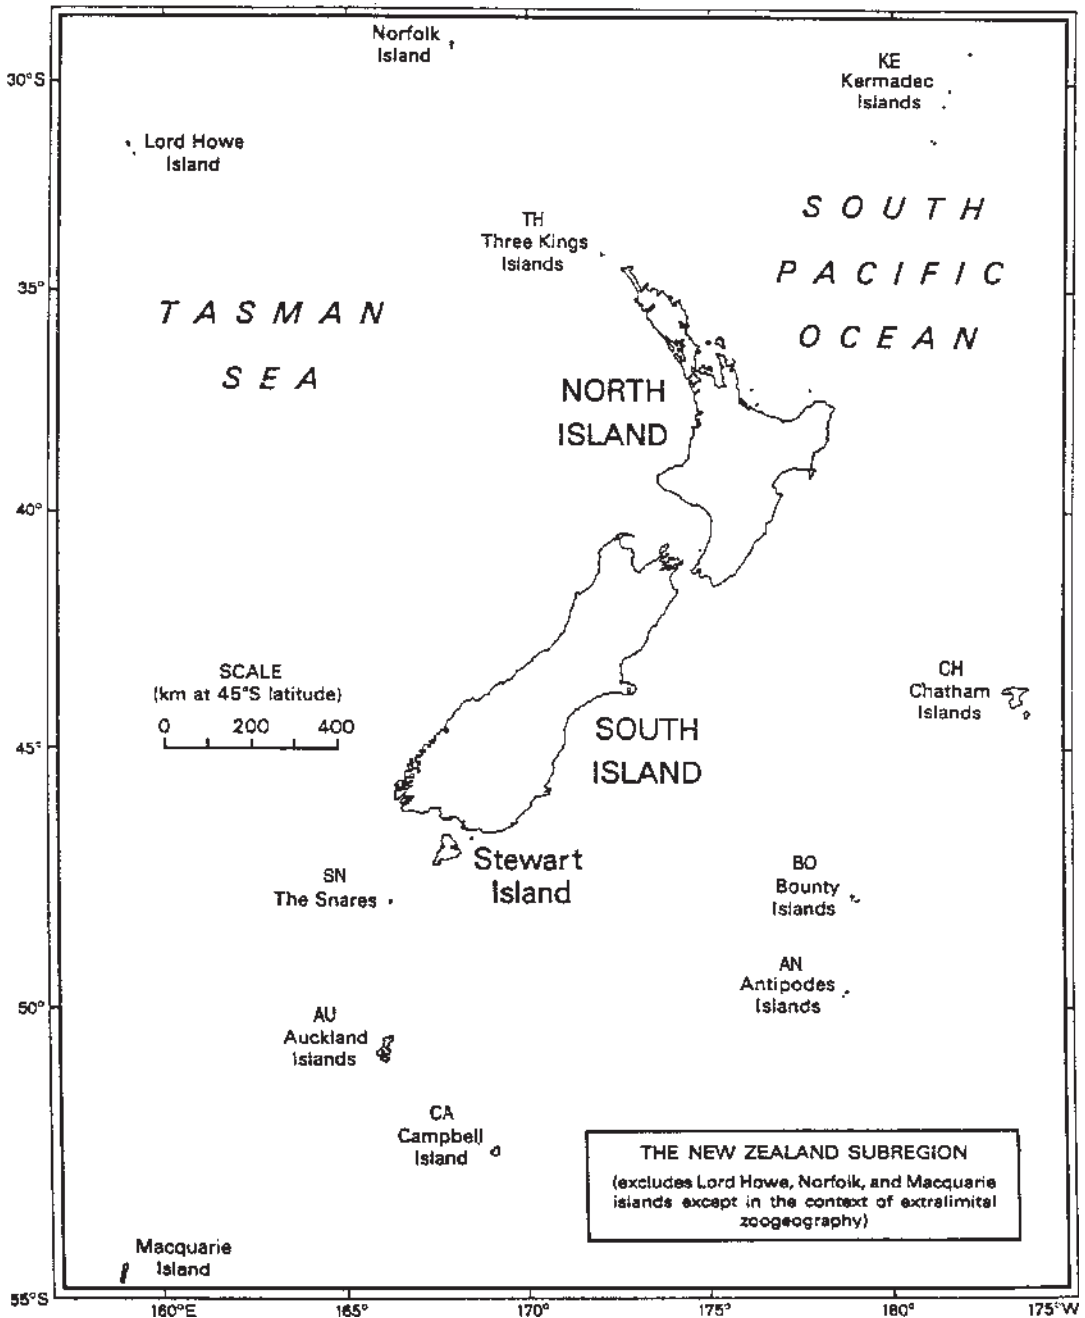 Norfolk
Island
KE
Kermadec
Islands
30°S
Lord Howe
Island
SOUTH
PACIFIC
OCEAN
TH
Three Kings
Islands
35°
TASMAN
SEA
NORTH
ISLAND
40°
SCALE
(km at 45°S latitude)
0 200 400
CH
Chatham
Islands
45°
SOUTH
ISLAND
Stewart
Island
SN
The Snares
BO
Bounty
Islands
AN
Antipodes
Islands
50°
AU
Auckland
Islands
CA
Campbell
Island
THE NEW ZEALAND SUBREGION
(excludes Lord Howe, Norfolk, and Macquarie
islands except in the context of extralimital
zoogeography)
Macquarie
Island
55°S
160°E 165° 170° 175° 180° 175°W